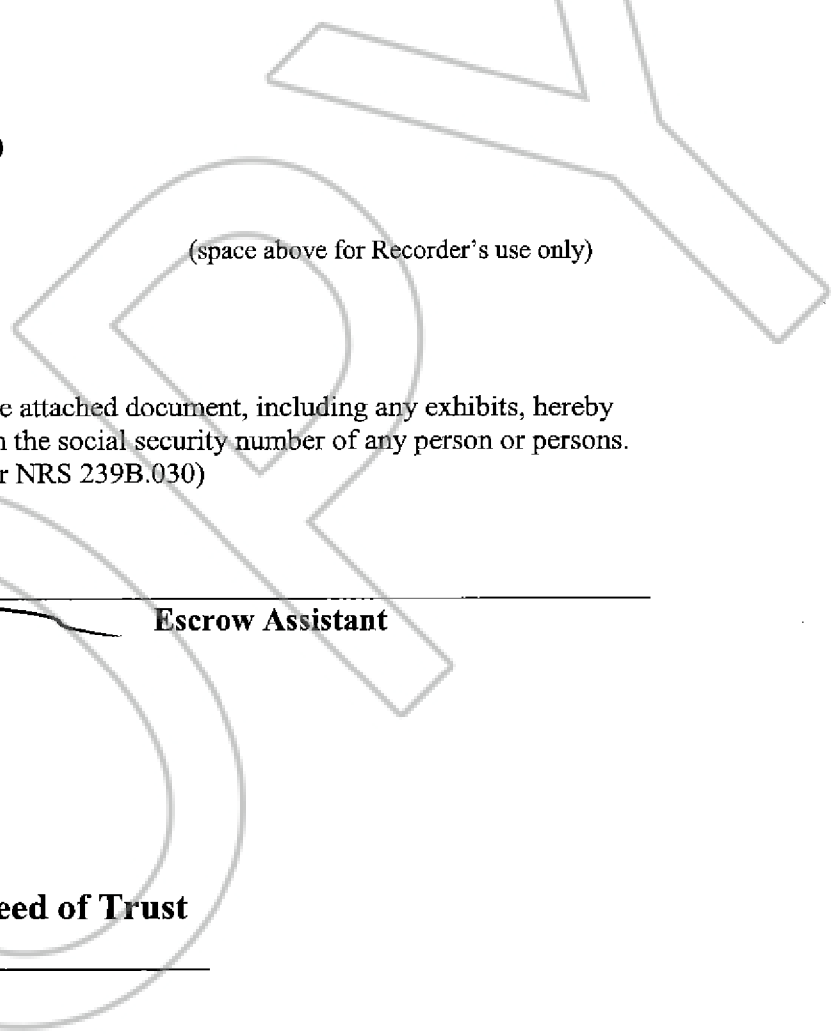 )
(space above for Recorder's use only)
e attached document, including any exhibits, hereby
n the social security number of any person or persons.
r NRS 239B.030)
Escrow Assistant
eed of Trust
OPY